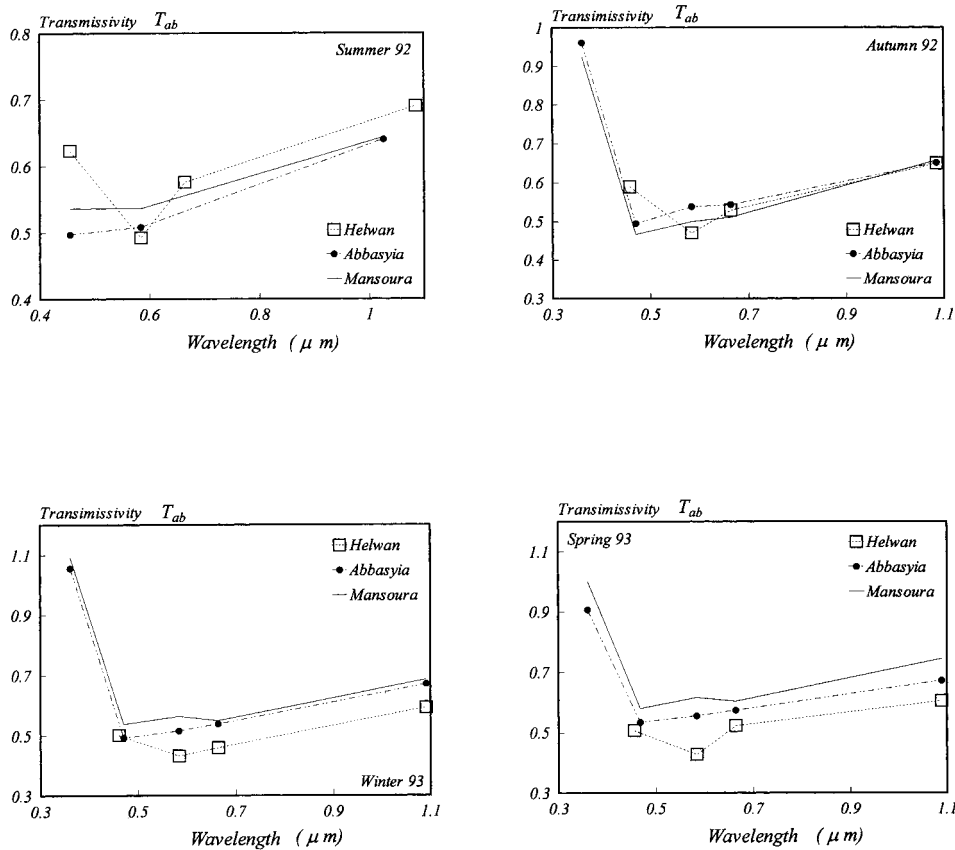 Transmissivity T_ab
0.8
0.7
0.6
0.5
0.4
0.4 0.6 0.8 1
Summer 92
Helwan
Abbasyia
Mansoura
Wavelength (μ m)
Transimissivity T_ab
1
0.9
0.8
0.7
0.6
0.5
0.4
0.3
0.3 0.5 0.7 0.9 1.1
Autumn 92
Helwan
Abbasyia
Mansoura
Wavelength (μ m)
Transimissivity T_ab
1.1
0.9
0.7
0.5
0.3
0.3 0.5 0.7 0.9 1.1
Helwan
Abbasyia
Mansoura
Winter 93
Wavelength (μ m)
Transimissivity T_ab
1.1
0.9
0.7
0.5
0.3
0.3 0.5 0.7 0.9 1.1
Spring 93
Helwan
Abbasyia
Mansoura
Wavelength (μ m)